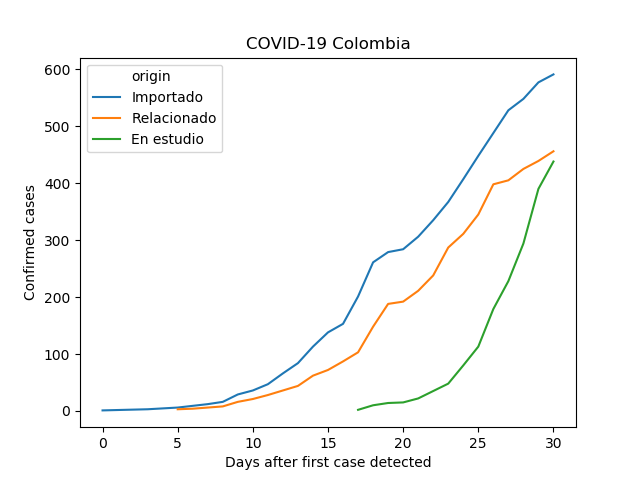 COVID-19 Colombia
origin
Importado
Relacionado
En estudio
Confirmed cases
600
500
400
300
200
100
0
0 5 10 15 20 25 30
Days after first case detected